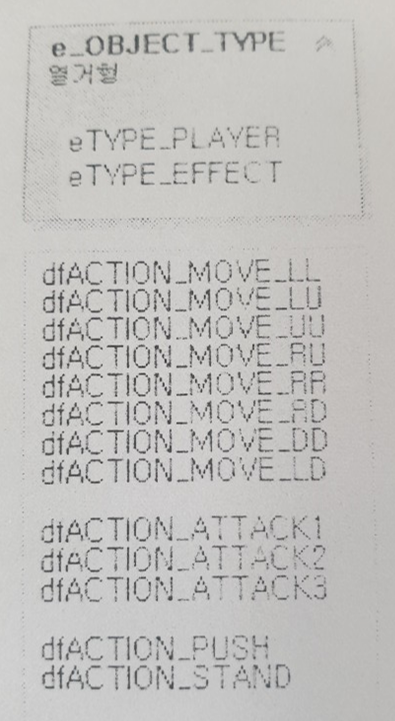 e_OBJECT_TYPE
열거형
eTYPE_PLAYER
eTYPE_EFFECT
dfACTION_MOVE_LL
dfACTION_MOVE_LU
dfACTION_MOVE_UU
dfACTION_MOVE_RU
dfACTION_MOVE_RR
dfACTION_MOVE_RD
dfACTION_MOVE_DD
dfACTION_MOVE_LD
dfACTION_ATTACK1
dfACTION_ATTACK2
dfACTION_ATTACK3
dfACTION_PUSH
dfACTION_STAND